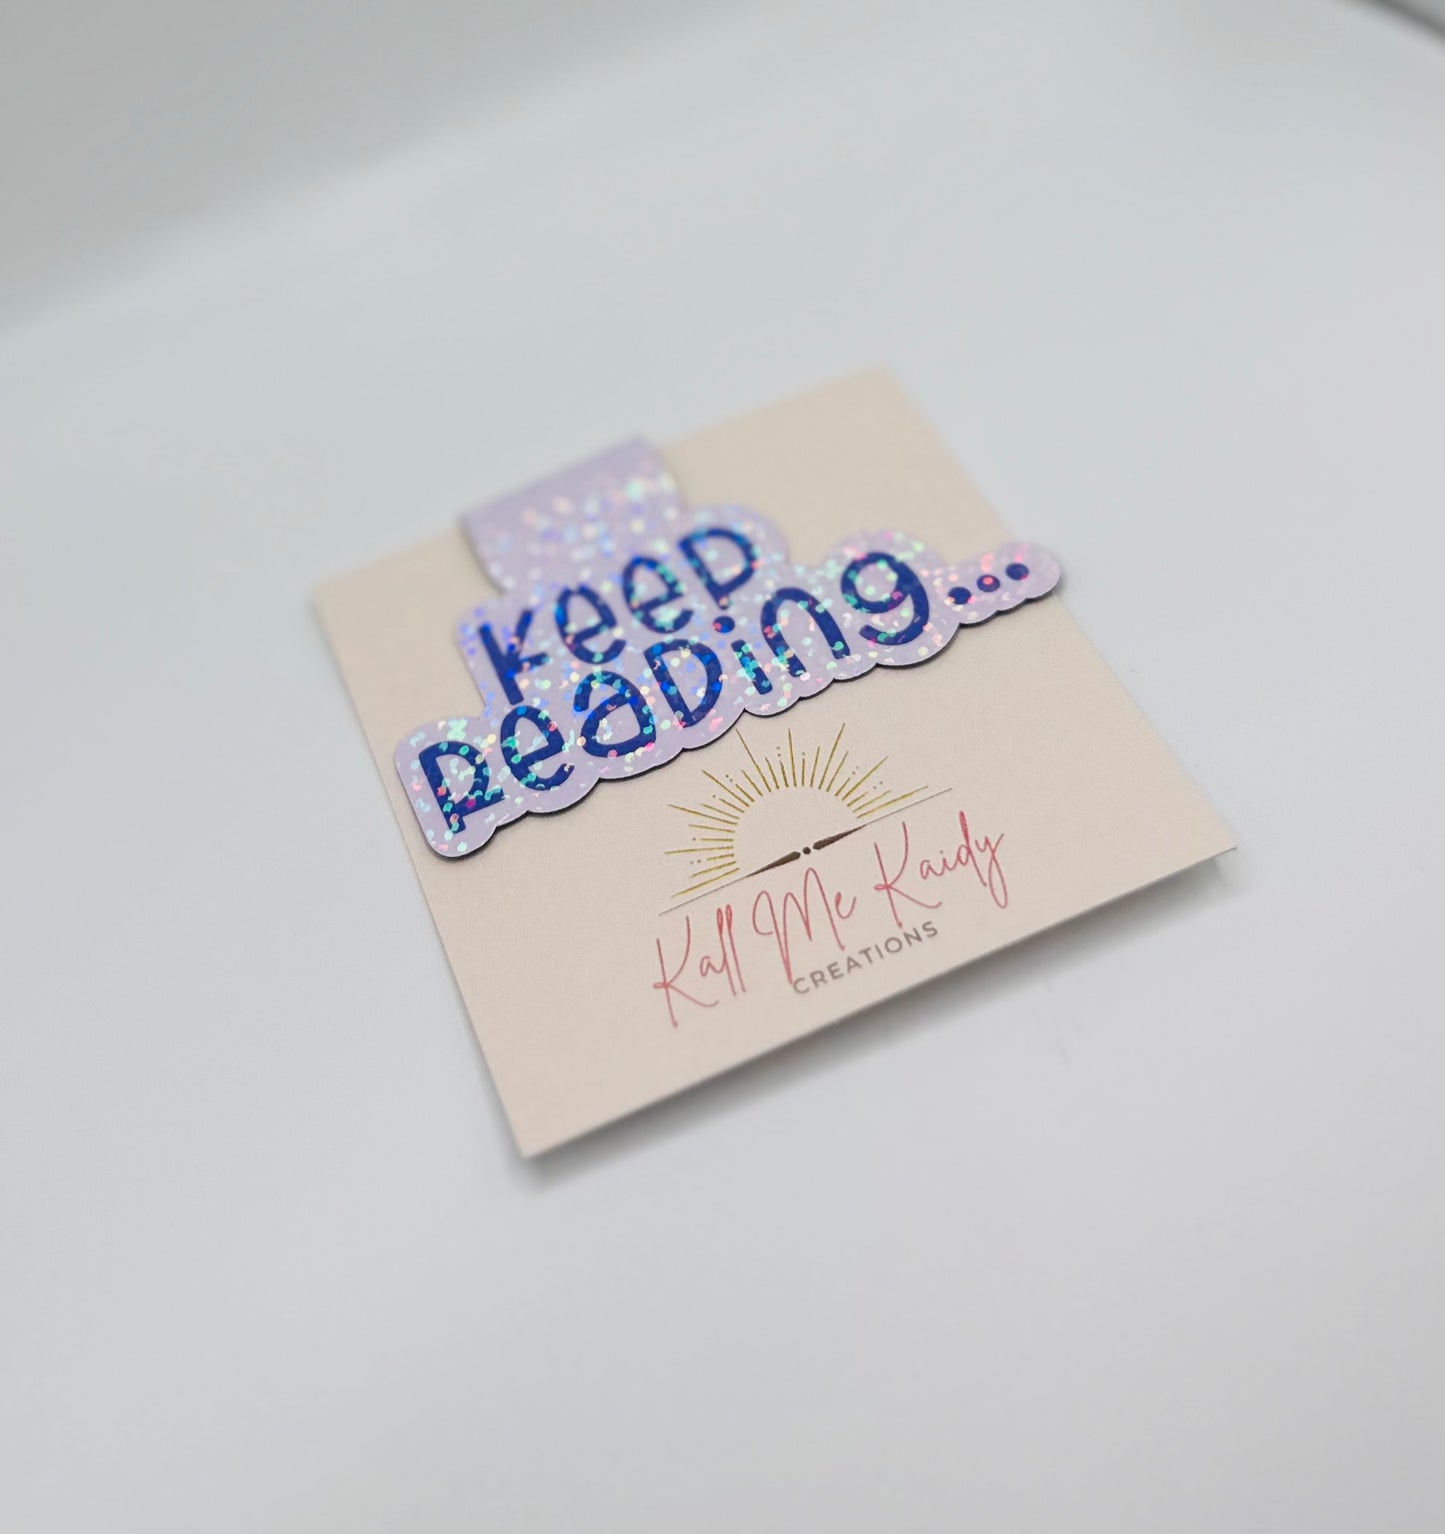 Keep
Reading...
Kall Me Kaidy
CREATIONS